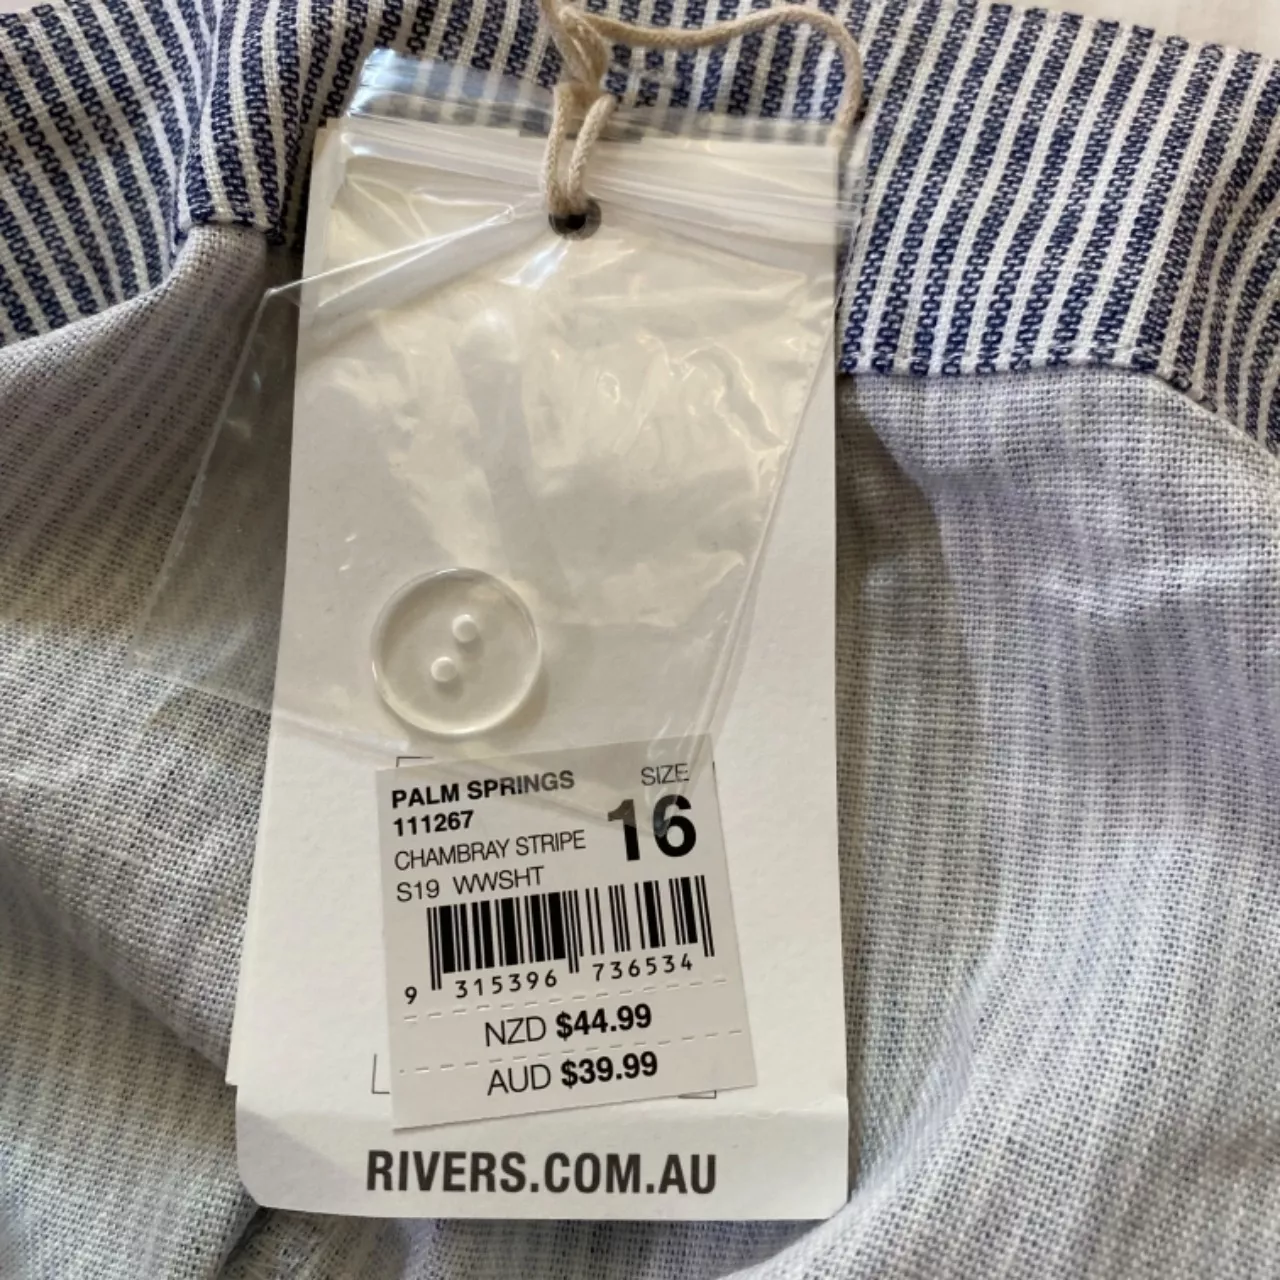 PALM SPRINGS
SIZE
111267
16
CHAMBRAY STRIPE
S19 WWSHT
9 315396 736534
NZD $44.99
AUD $39.99
RIVERS.COM.AU